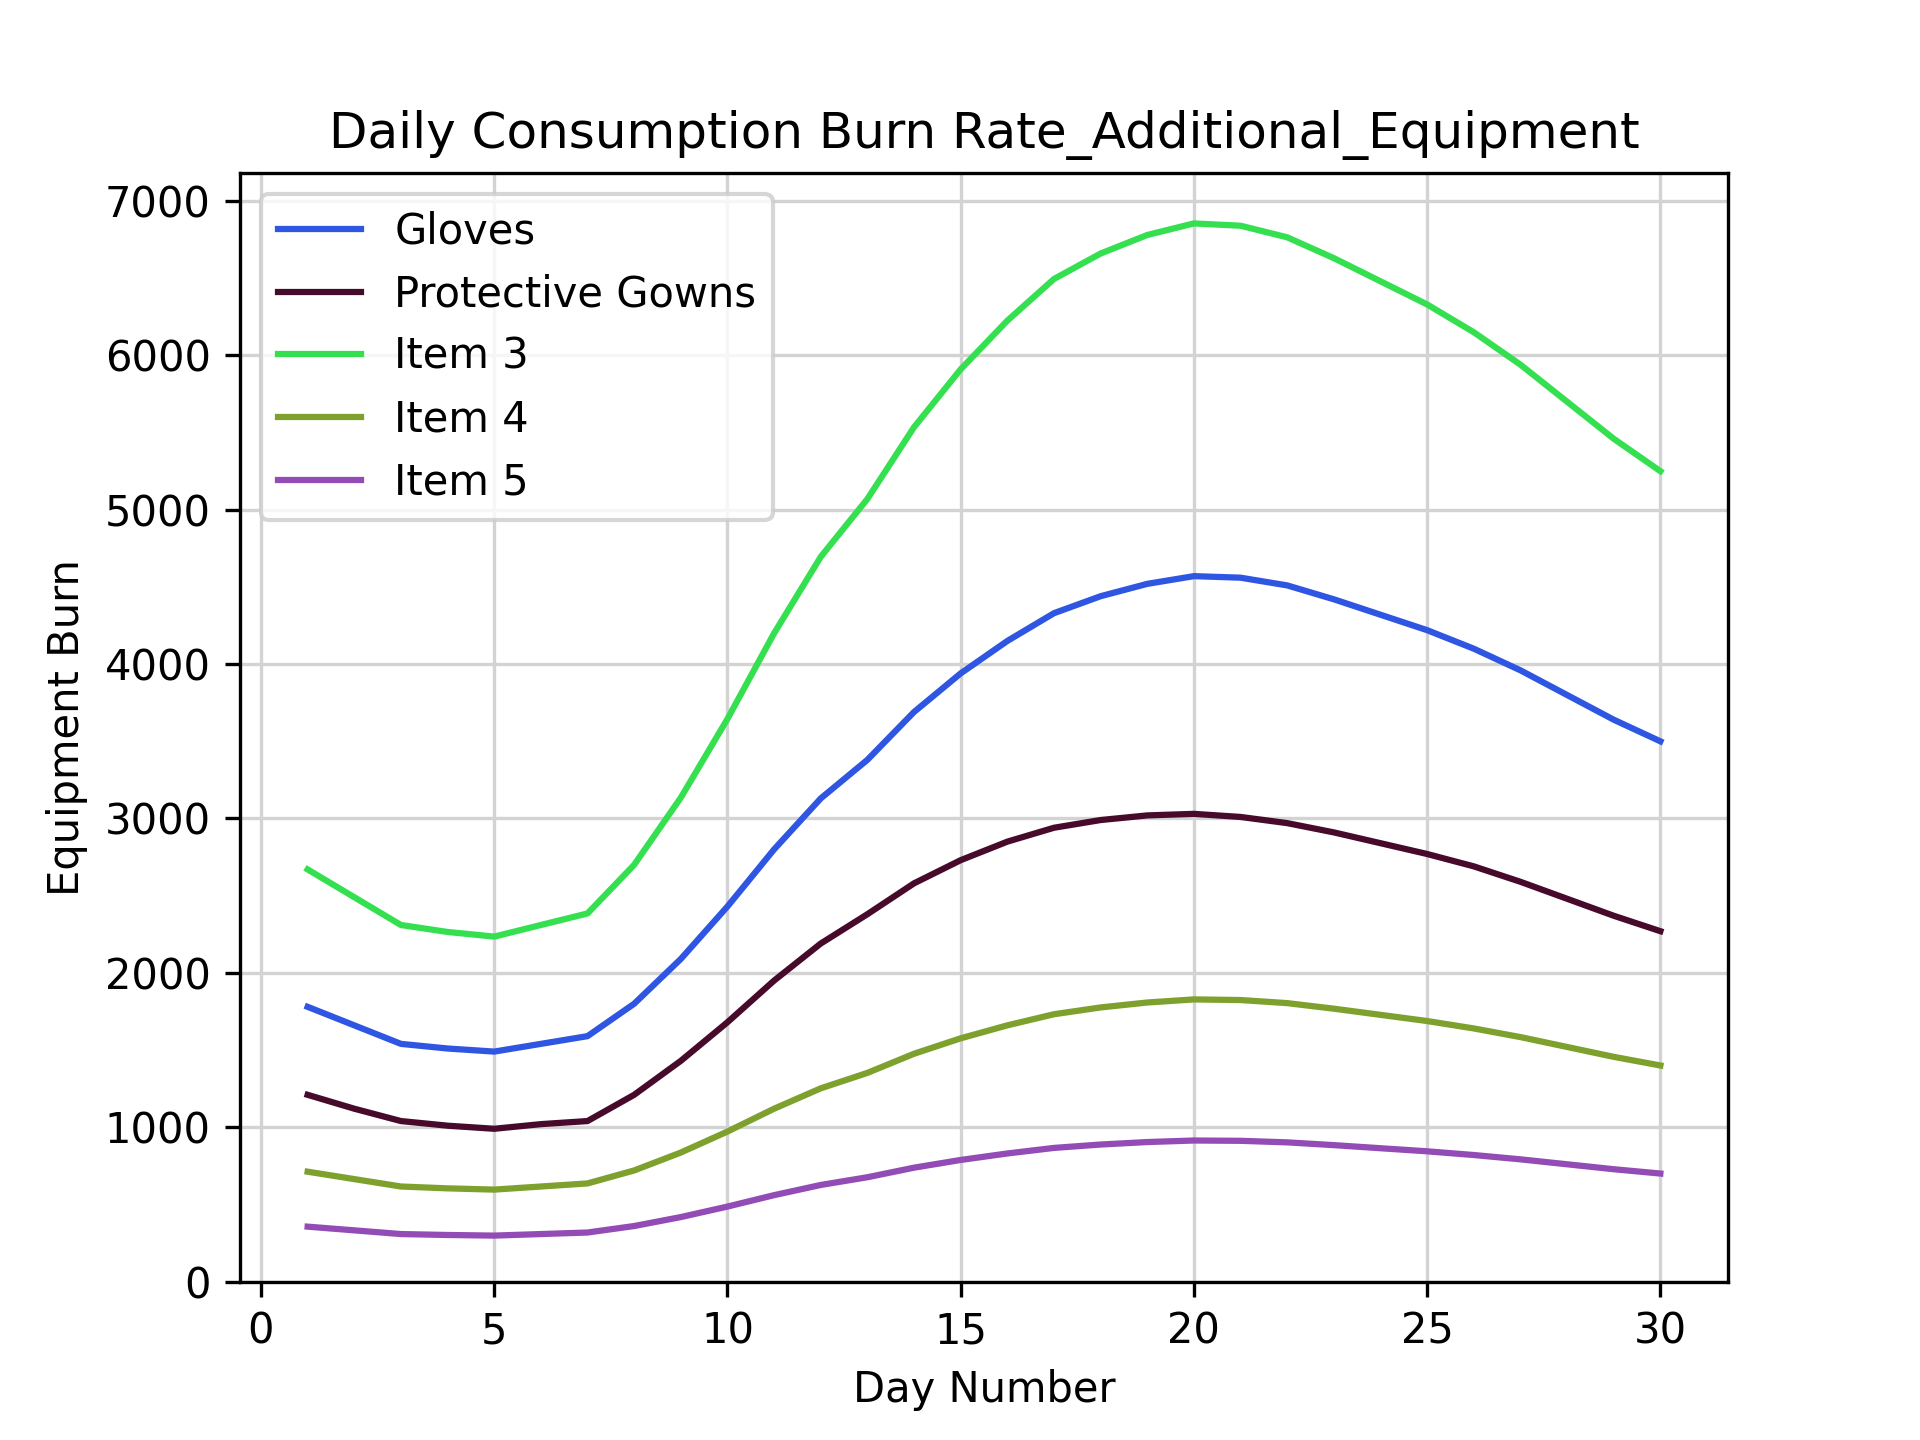 Daily Consumption Burn Rate_Additional_Equipment
7000
6000
5000
4000
3000
2000
1000
0
Equipment Burn
Gloves
Protective Gowns
Item 3
Item 4
Item 5
0 5 10 15 20 25 30
Day Number